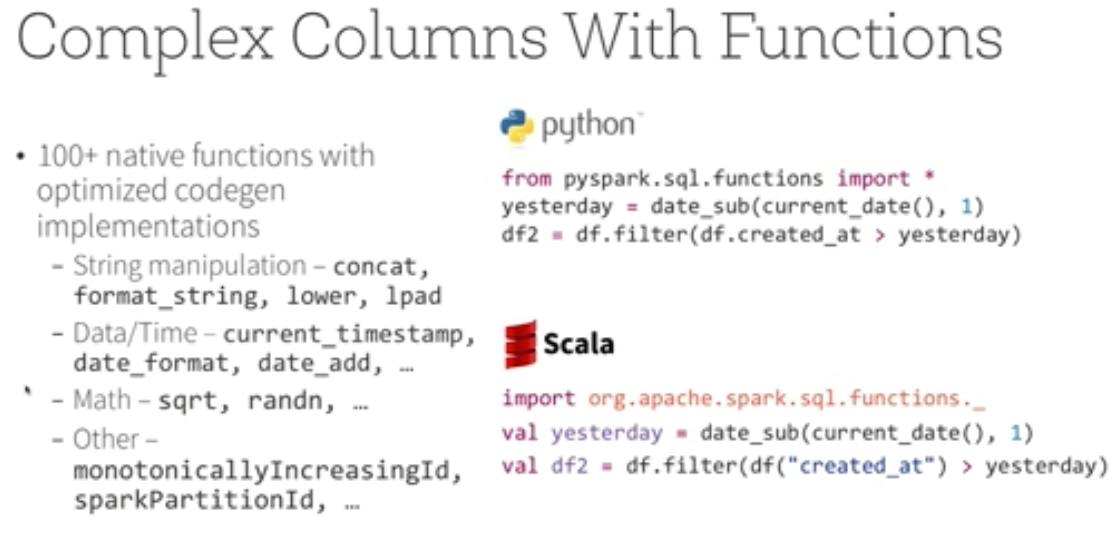 Complex Columns With Functions
• 100+ native functions with
optimized codegen
implementations
– String manipulation – concat,
format_string, lower, lpad
– Data/Time – current_timestamp,
date_format, date_add, …
– Math – sqrt, randn, …
– Other –
monotonicallyIncreasingId,
sparkPartitionId, …
python™
from pyspark.sql.functions import *
yesterday = date_sub(current_date(), 1)
df2 = df.filter(df.created_at > yesterday)
Scala
import org.apache.spark.sql.functions._
val yesterday = date_sub(current_date(), 1)
val df2 = df.filter(df("created_at") > yesterday)